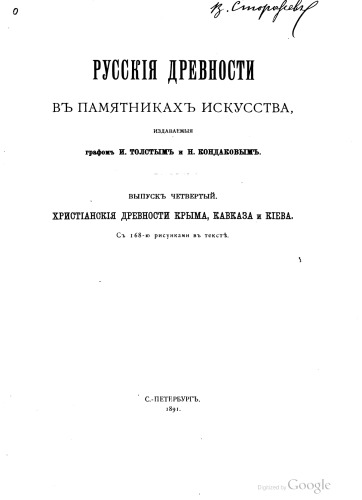 РУССКІЯ ДРЕВНОСТИ
ВЪ ПАМЯТНИКАХЪ ИСКУССТВА,
ИЗДАВАЕМЫЯ
графомъ И. ТОЛСТЫМЪ и Н. КОНДАКОВЫМЪ.
ВЫПУСКЪ ЧЕТВЕРТЫЙ.
ХРИСТІАНСКІЯ ДРЕВНОСТИ КРЫМА, КАВКАЗА и КІЕВА.
Съ 168-ю рисунками въ текстѣ.
С.-ПЕТЕРБУРГЪ.
1891.
Digitized by Google